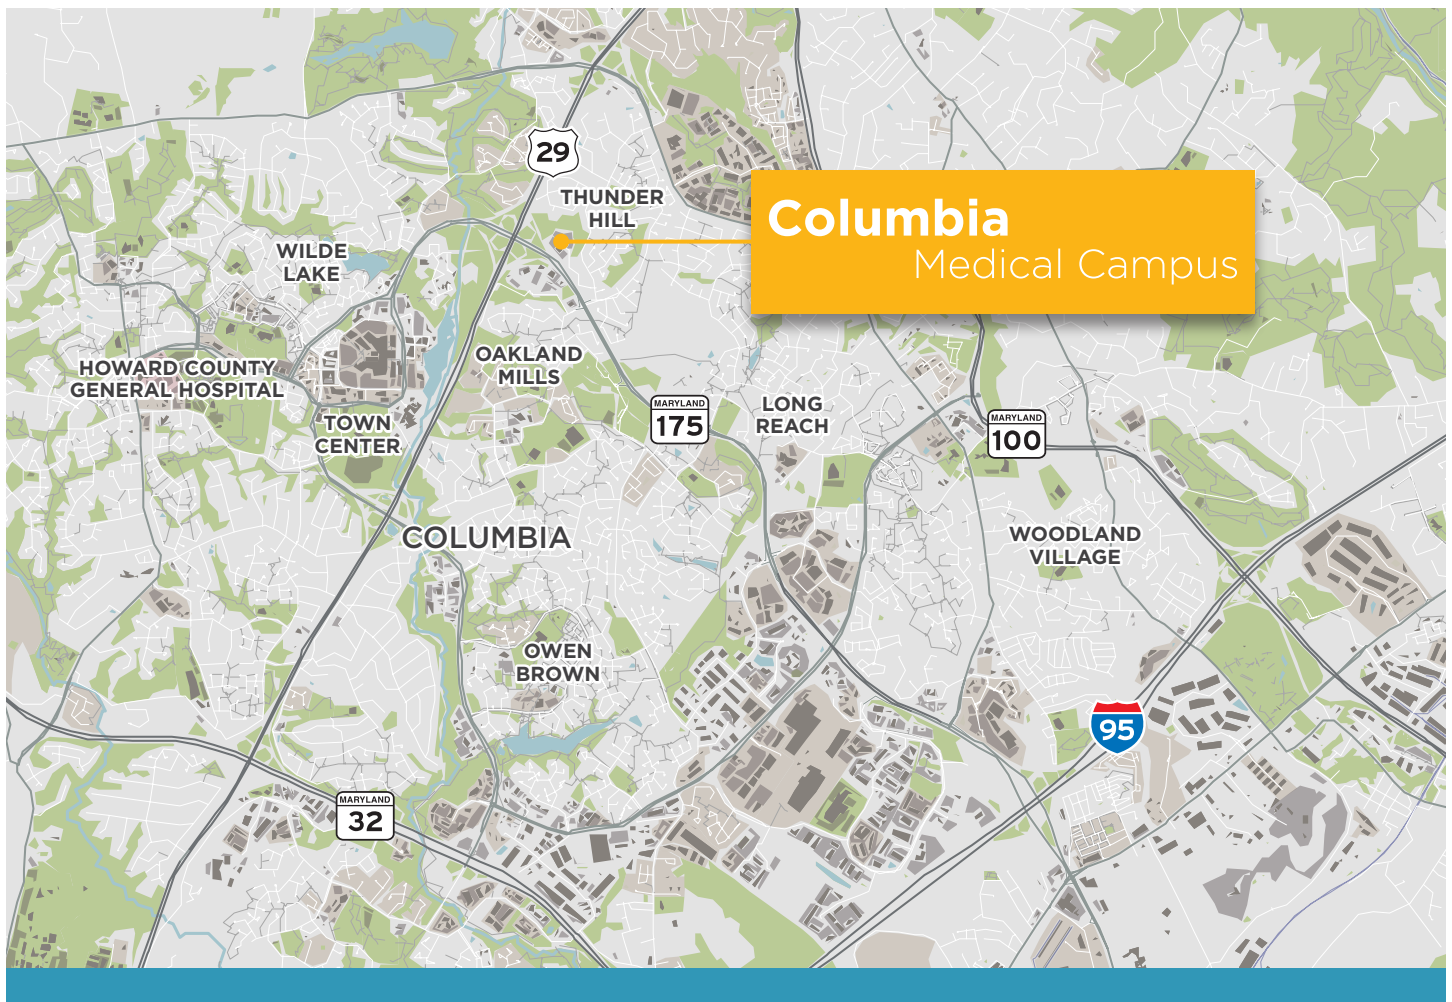 29
THUNDER
HILL
Columbia
Medical Campus
WILDE
LAKE
OAKLAND
MILLS
HOWARD COUNTY
GENERAL HOSPITAL
TOWN
CENTER
MARYLAND
175
LONG
REACH
MARYLAND
100
COLUMBIA
WOODLAND
VILLAGE
OWEN
BROWN
95
MARYLAND
32